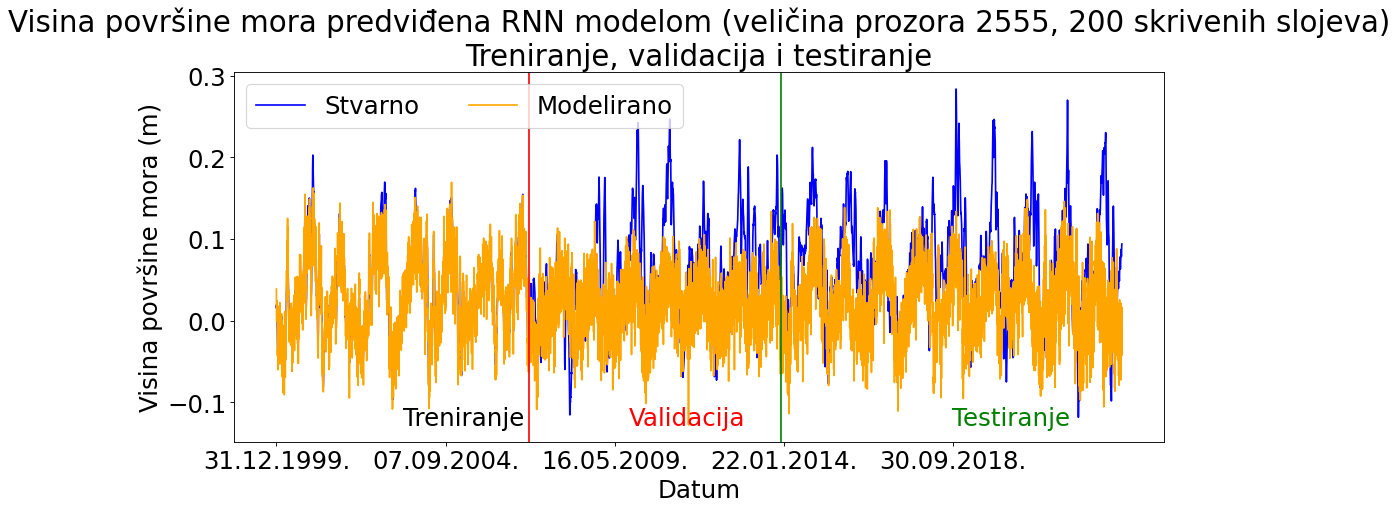 Visina površine mora predviđena RNN modelom (veličina prozora 2555, 200 skrivenih slojeva)
Treniranje, validacija i testiranje
Stvarno
Modelirano
Visina površine mora (m)
0.3
0.2
0.1
0.0
−0.1
Treniranje
Validacija
Testiranje
31.12.1999.
07.09.2004.
16.05.2009.
22.01.2014.
30.09.2018.
Datum